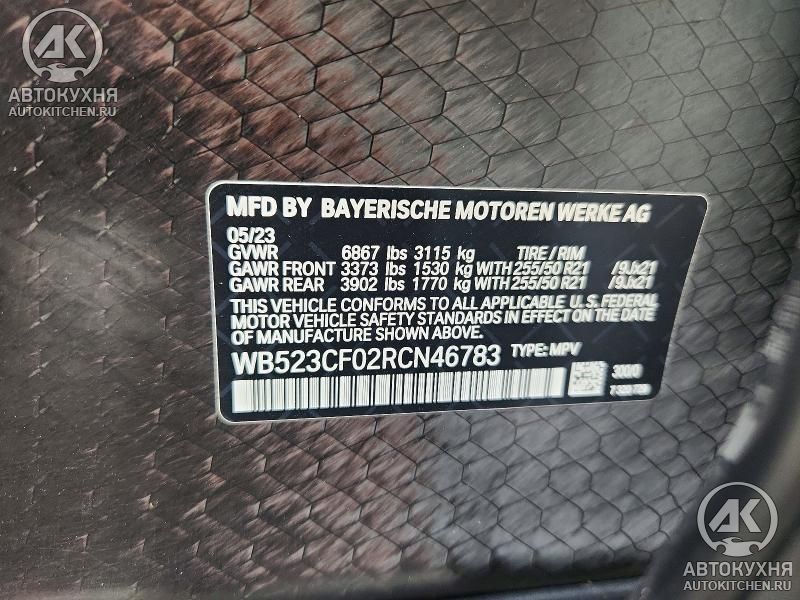 AK
АВТОКУХНЯ
AUTOKITCHEN.RU
MFD BY BAYERISCHE MOTOREN WERKE AG
05/23
GVWR 6867 lbs 3115 kg TIRE / RIM
GAWR FRONT 3373 lbs 1530 kg WITH 255/50 R21 /9Jx21
GAWR REAR 3902 lbs 1770 kg WITH 255/50 R21 /9Jx21
THIS VEHICLE CONFORMS TO ALL APPLICABLE U.S. FEDERAL
MOTOR VEHICLE SAFETY STANDARDS IN EFFECT ON THE DATE
OF MANUFACTURE SHOWN ABOVE.
WB523CF02RCN46783 TYPE: MPV
AK
АВТОКУХНЯ
AUTOKITCHEN.RU